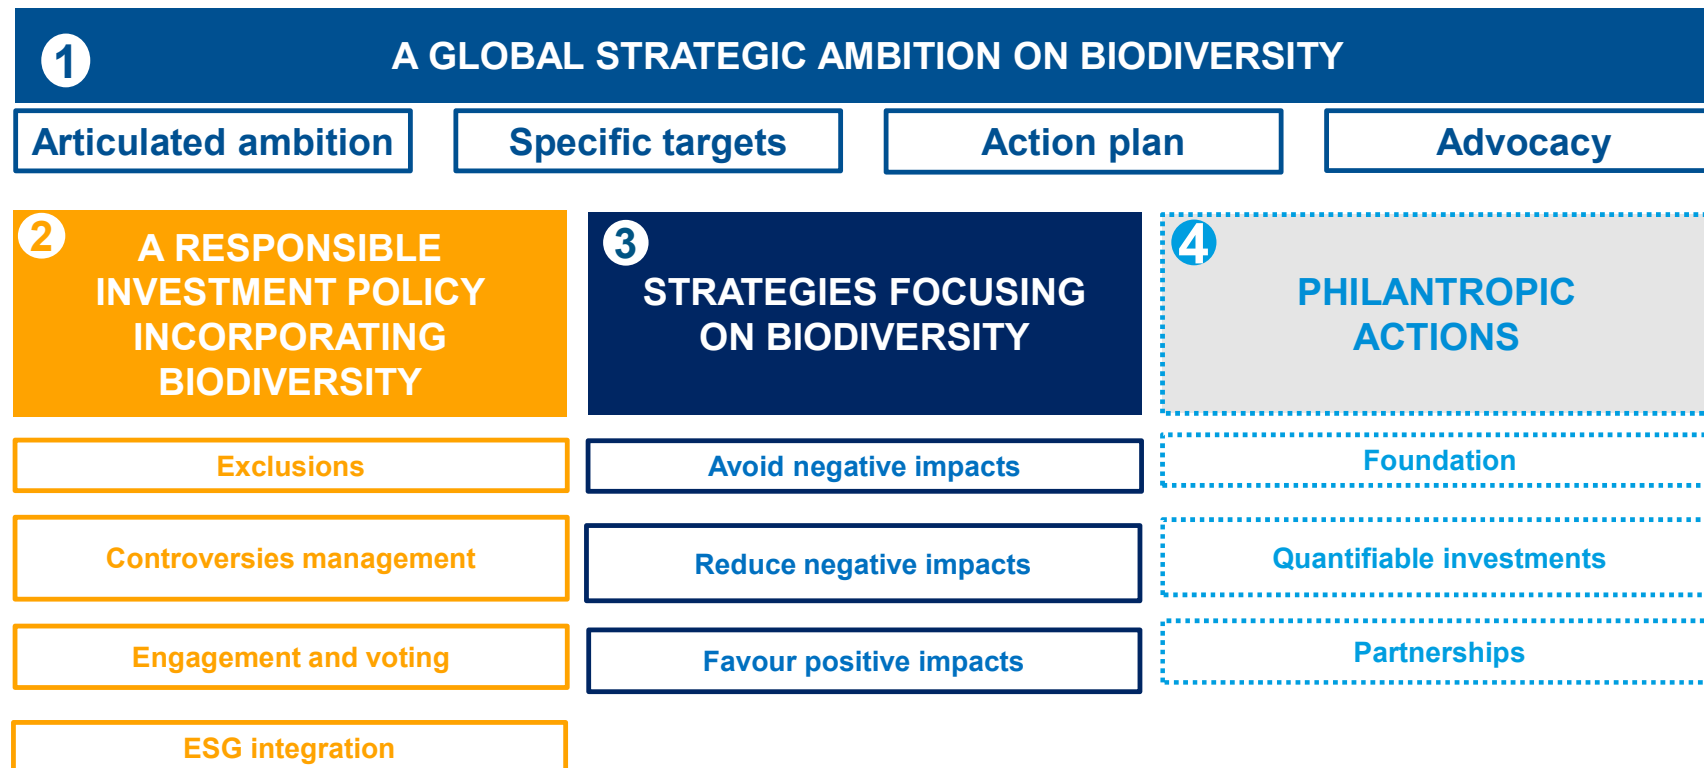 1
A GLOBAL STRATEGIC AMBITION ON BIODIVERSITY
Articulated ambition
Specific targets
Action plan
Advocacy
2
A RESPONSIBLE
INVESTMENT POLICY
INCORPORATING
BIODIVERSITY
Exclusions
Controversies management
Engagement and voting
ESG integration
3
STRATEGIES FOCUSING
ON BIODIVERSITY
Avoid negative impacts
Reduce negative impacts
Favour positive impacts
4
PHILANTROPIC
ACTIONS
Foundation
Quantifiable investments
Partnerships